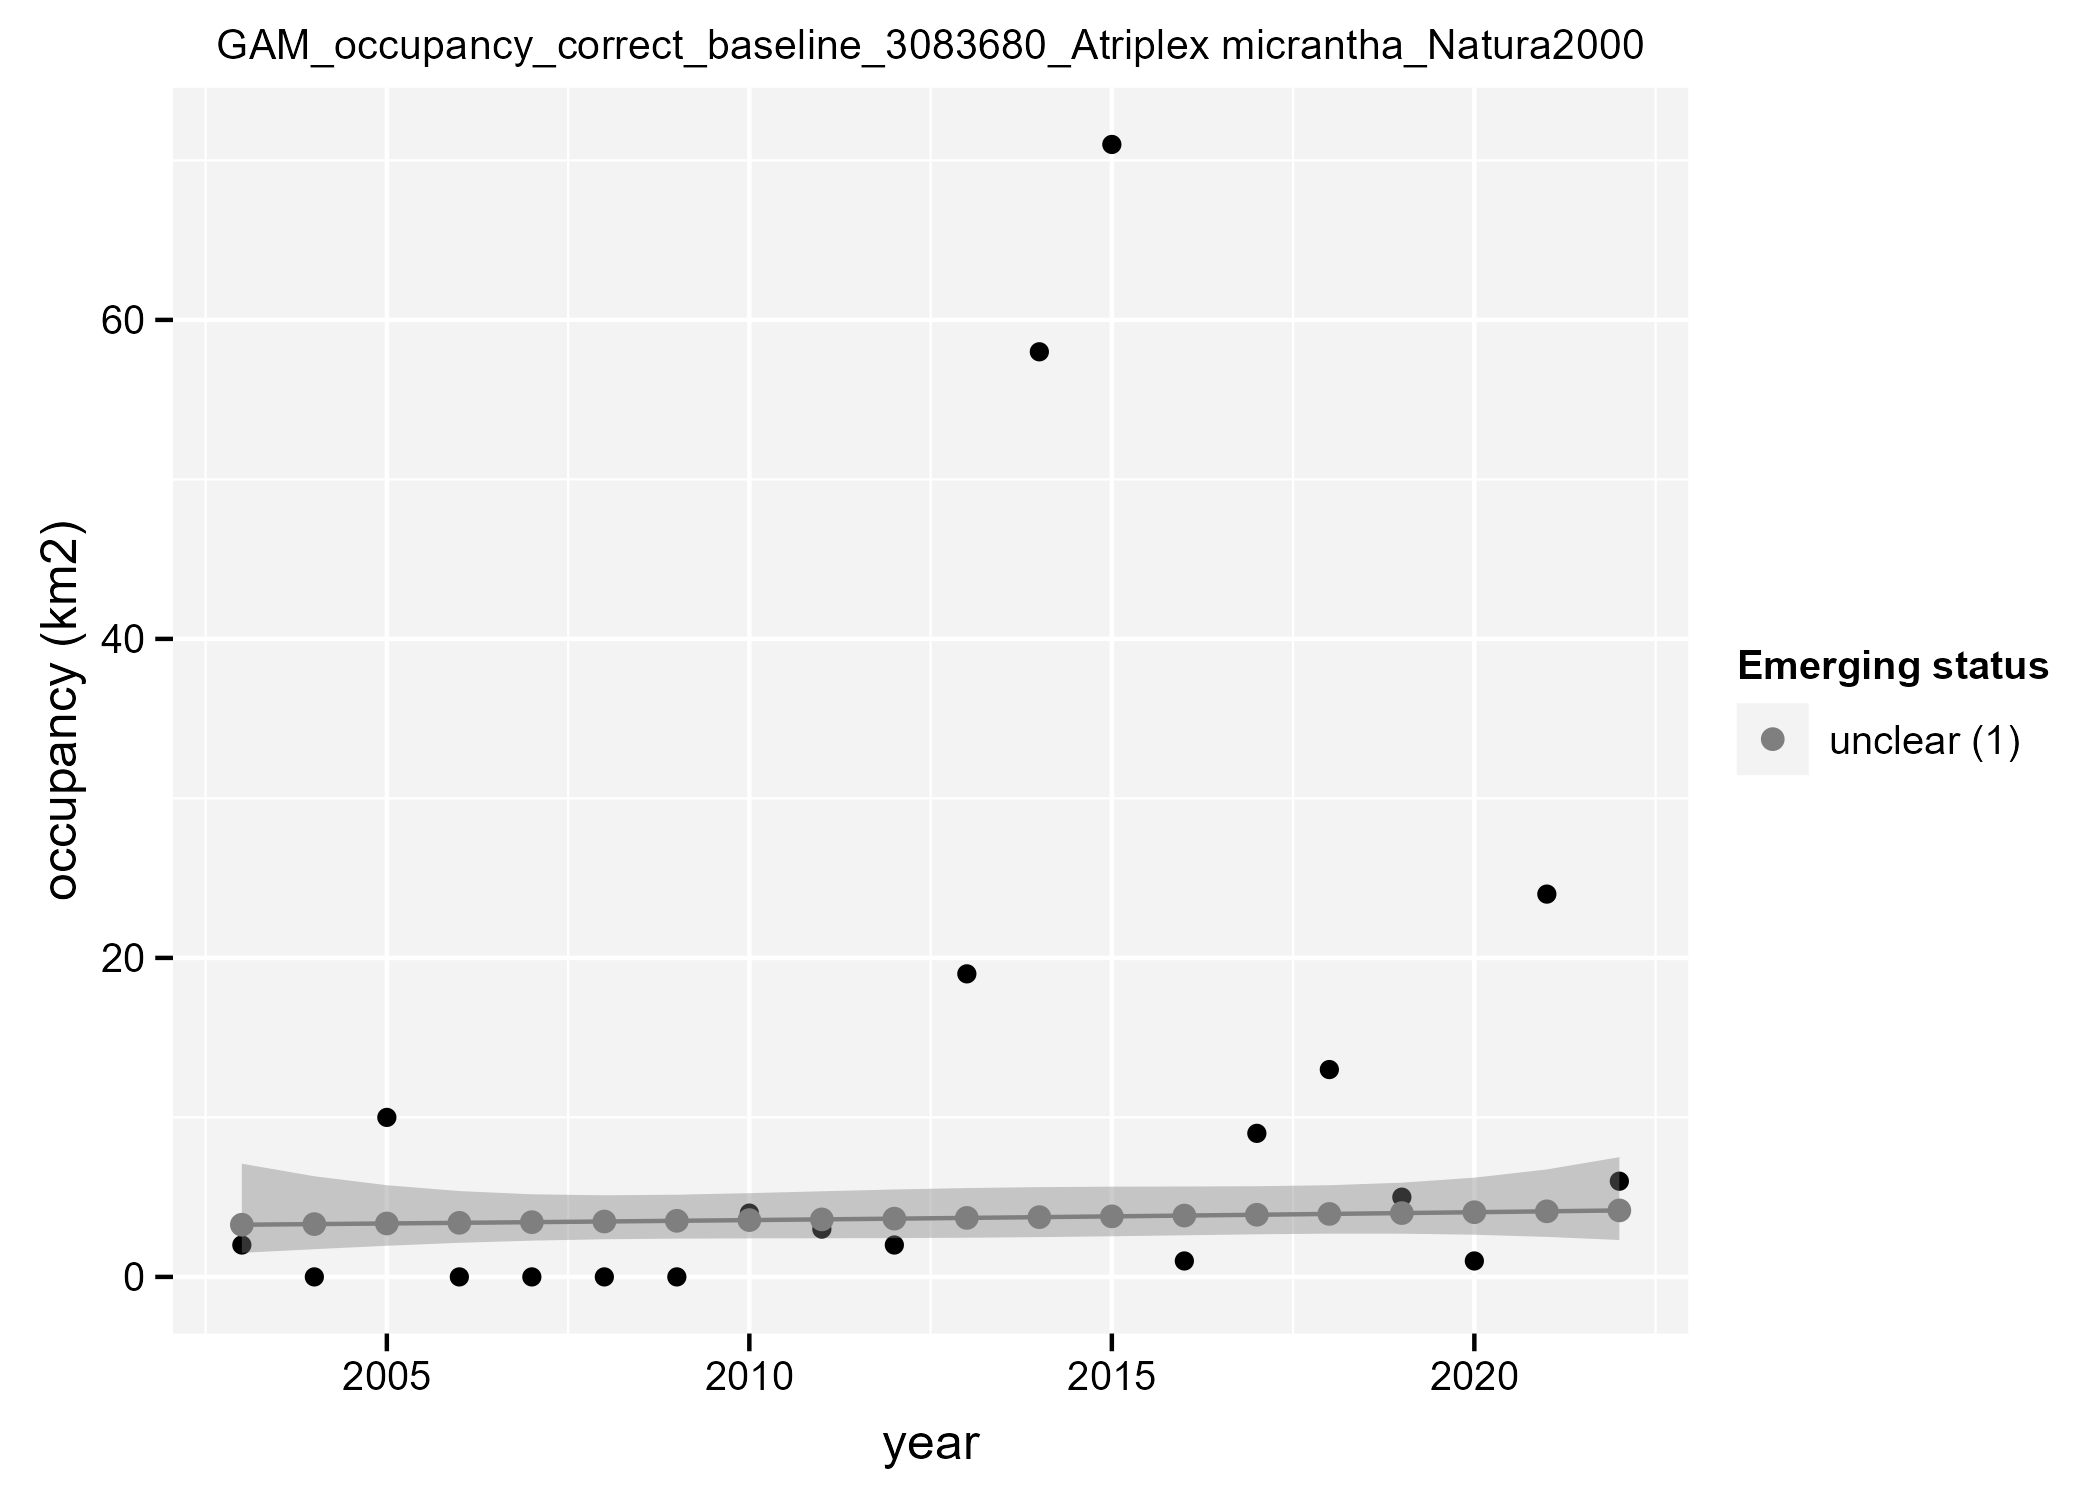 GAM_occupancy_correct_baseline_3083680_Atriplex micrantha_Natura2000
occupancy (km2)
60
40
20
0
2005 2010 2015 2020
year
Emerging status
unclear (1)